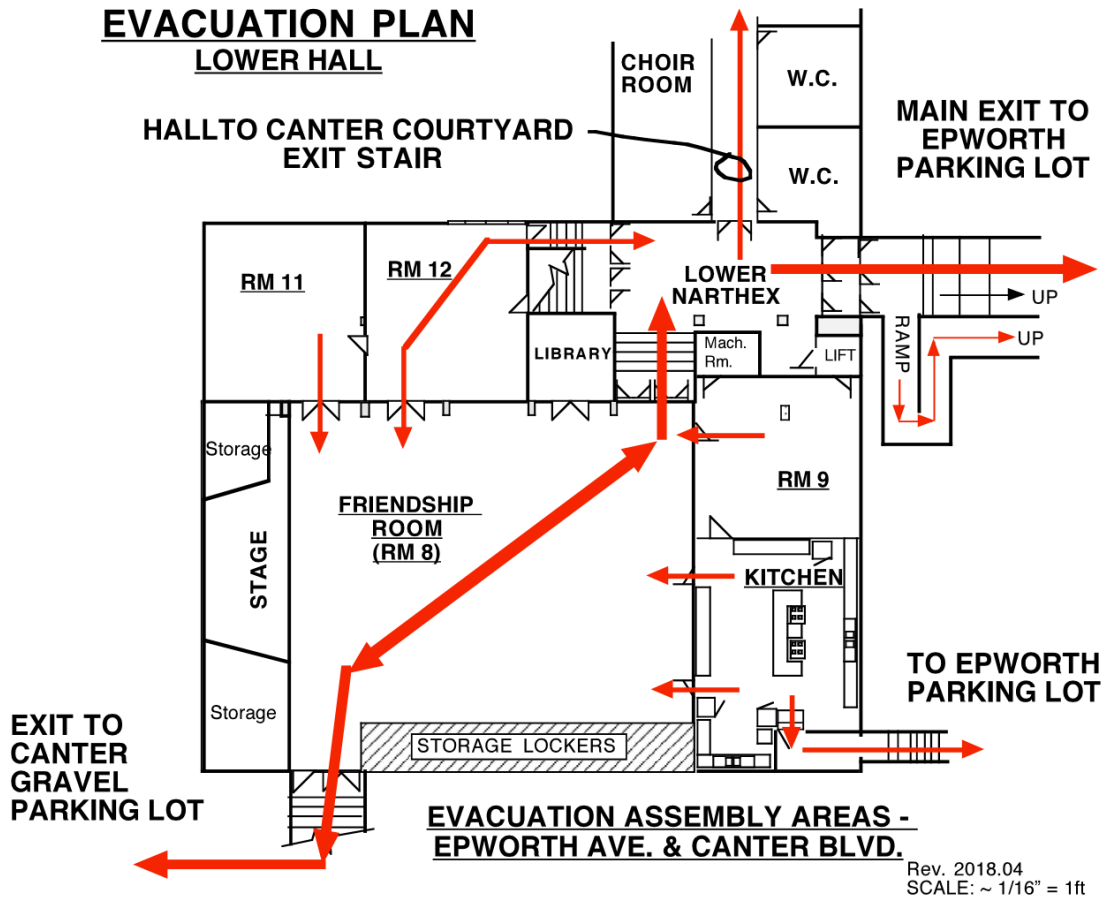 EVACUATION PLAN
LOWER HALL
CHOIR
ROOM
W.C.
HALLTO CANTER COURTYARD
EXIT STAIR
MAIN EXIT TO
EPWORTH
PARKING LOT
W.C.
RM 11
RM 12
LOWER
NARTHEX
UP
LIBRARY
Mach.
Rm.
LIFT
RAMP
UP
Storage
RM 9
FRIENDSHIP
ROOM
(RM 8)
STAGE
KITCHEN
TO EPWORTH
PARKING LOT
Storage
EXIT TO
CANTER
GRAVEL
PARKING LOT
STORAGE LOCKERS
EVACUATION ASSEMBLY AREAS -
EPWORTH AVE. & CANTER BLVD.
Rev. 2018.04
SCALE: ~ 1/16" = 1ft